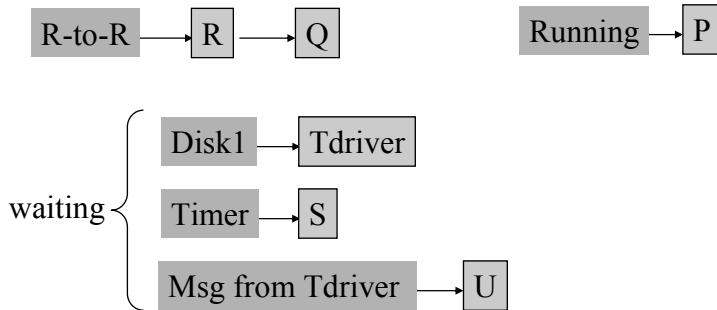 R-to-R R Q Running P
Disk1 Tdriver
waiting Timer S
Msg from Tdriver U